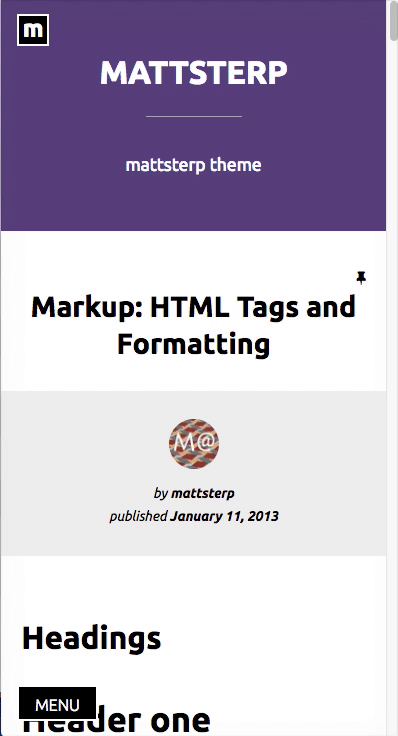 m
MATTSTERP
mattsterp theme
Markup: HTML Tags and
Formatting
M@
by mattsterp
published January 11, 2013
Headings
MENU
Header one